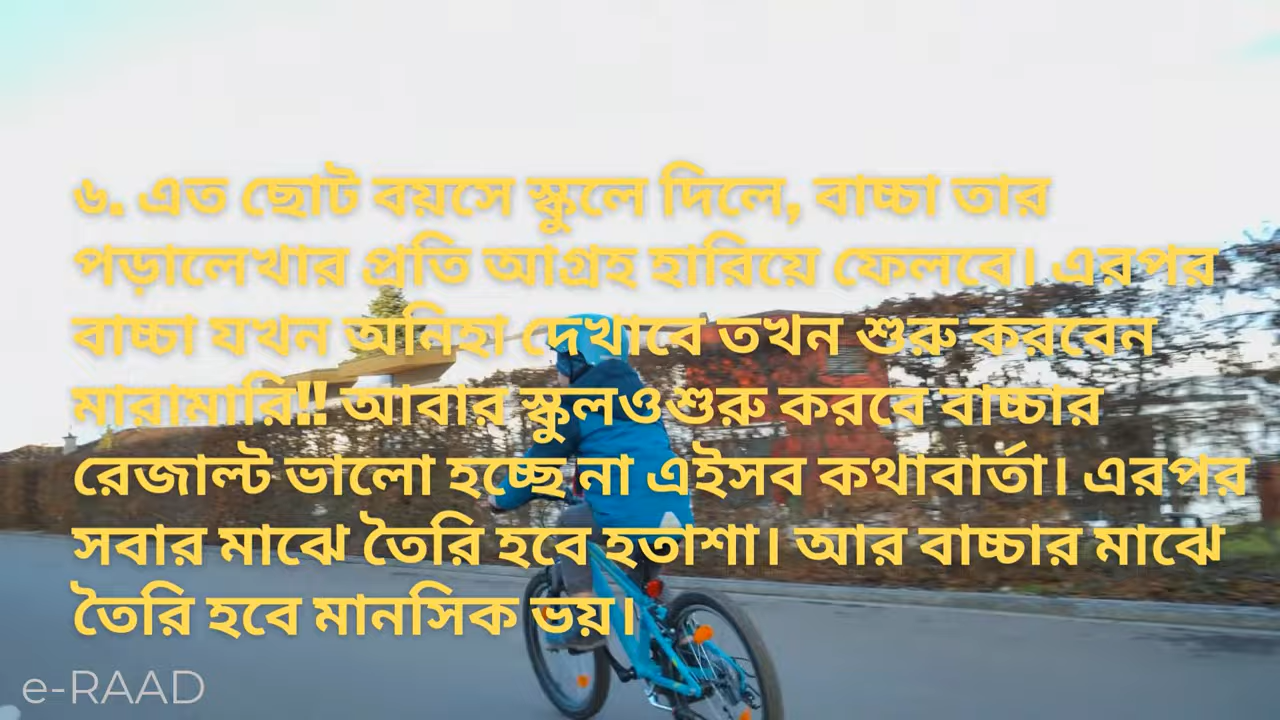 ৬. এত ছোট বয়সে স্কুলে দিলে, বাচ্চা তার
পড়ালেখার প্রতি আগ্রহ হারিয়ে ফেলবে। এরপর
বাচ্চা যখন অনিহা দেখাবে তখন শুরু করবেন
মারামারি!! আবার স্কুলওশুরু করবে বাচ্চার
রেজাল্ট ভালো হচ্ছে না এইসব কথাবার্তা। এরপর
সবার মাঝে তৈরি হবে হতাশা। আর বাচ্চার মাঝে
তৈরি হবে মানসিক ভয়।
e-RAAD